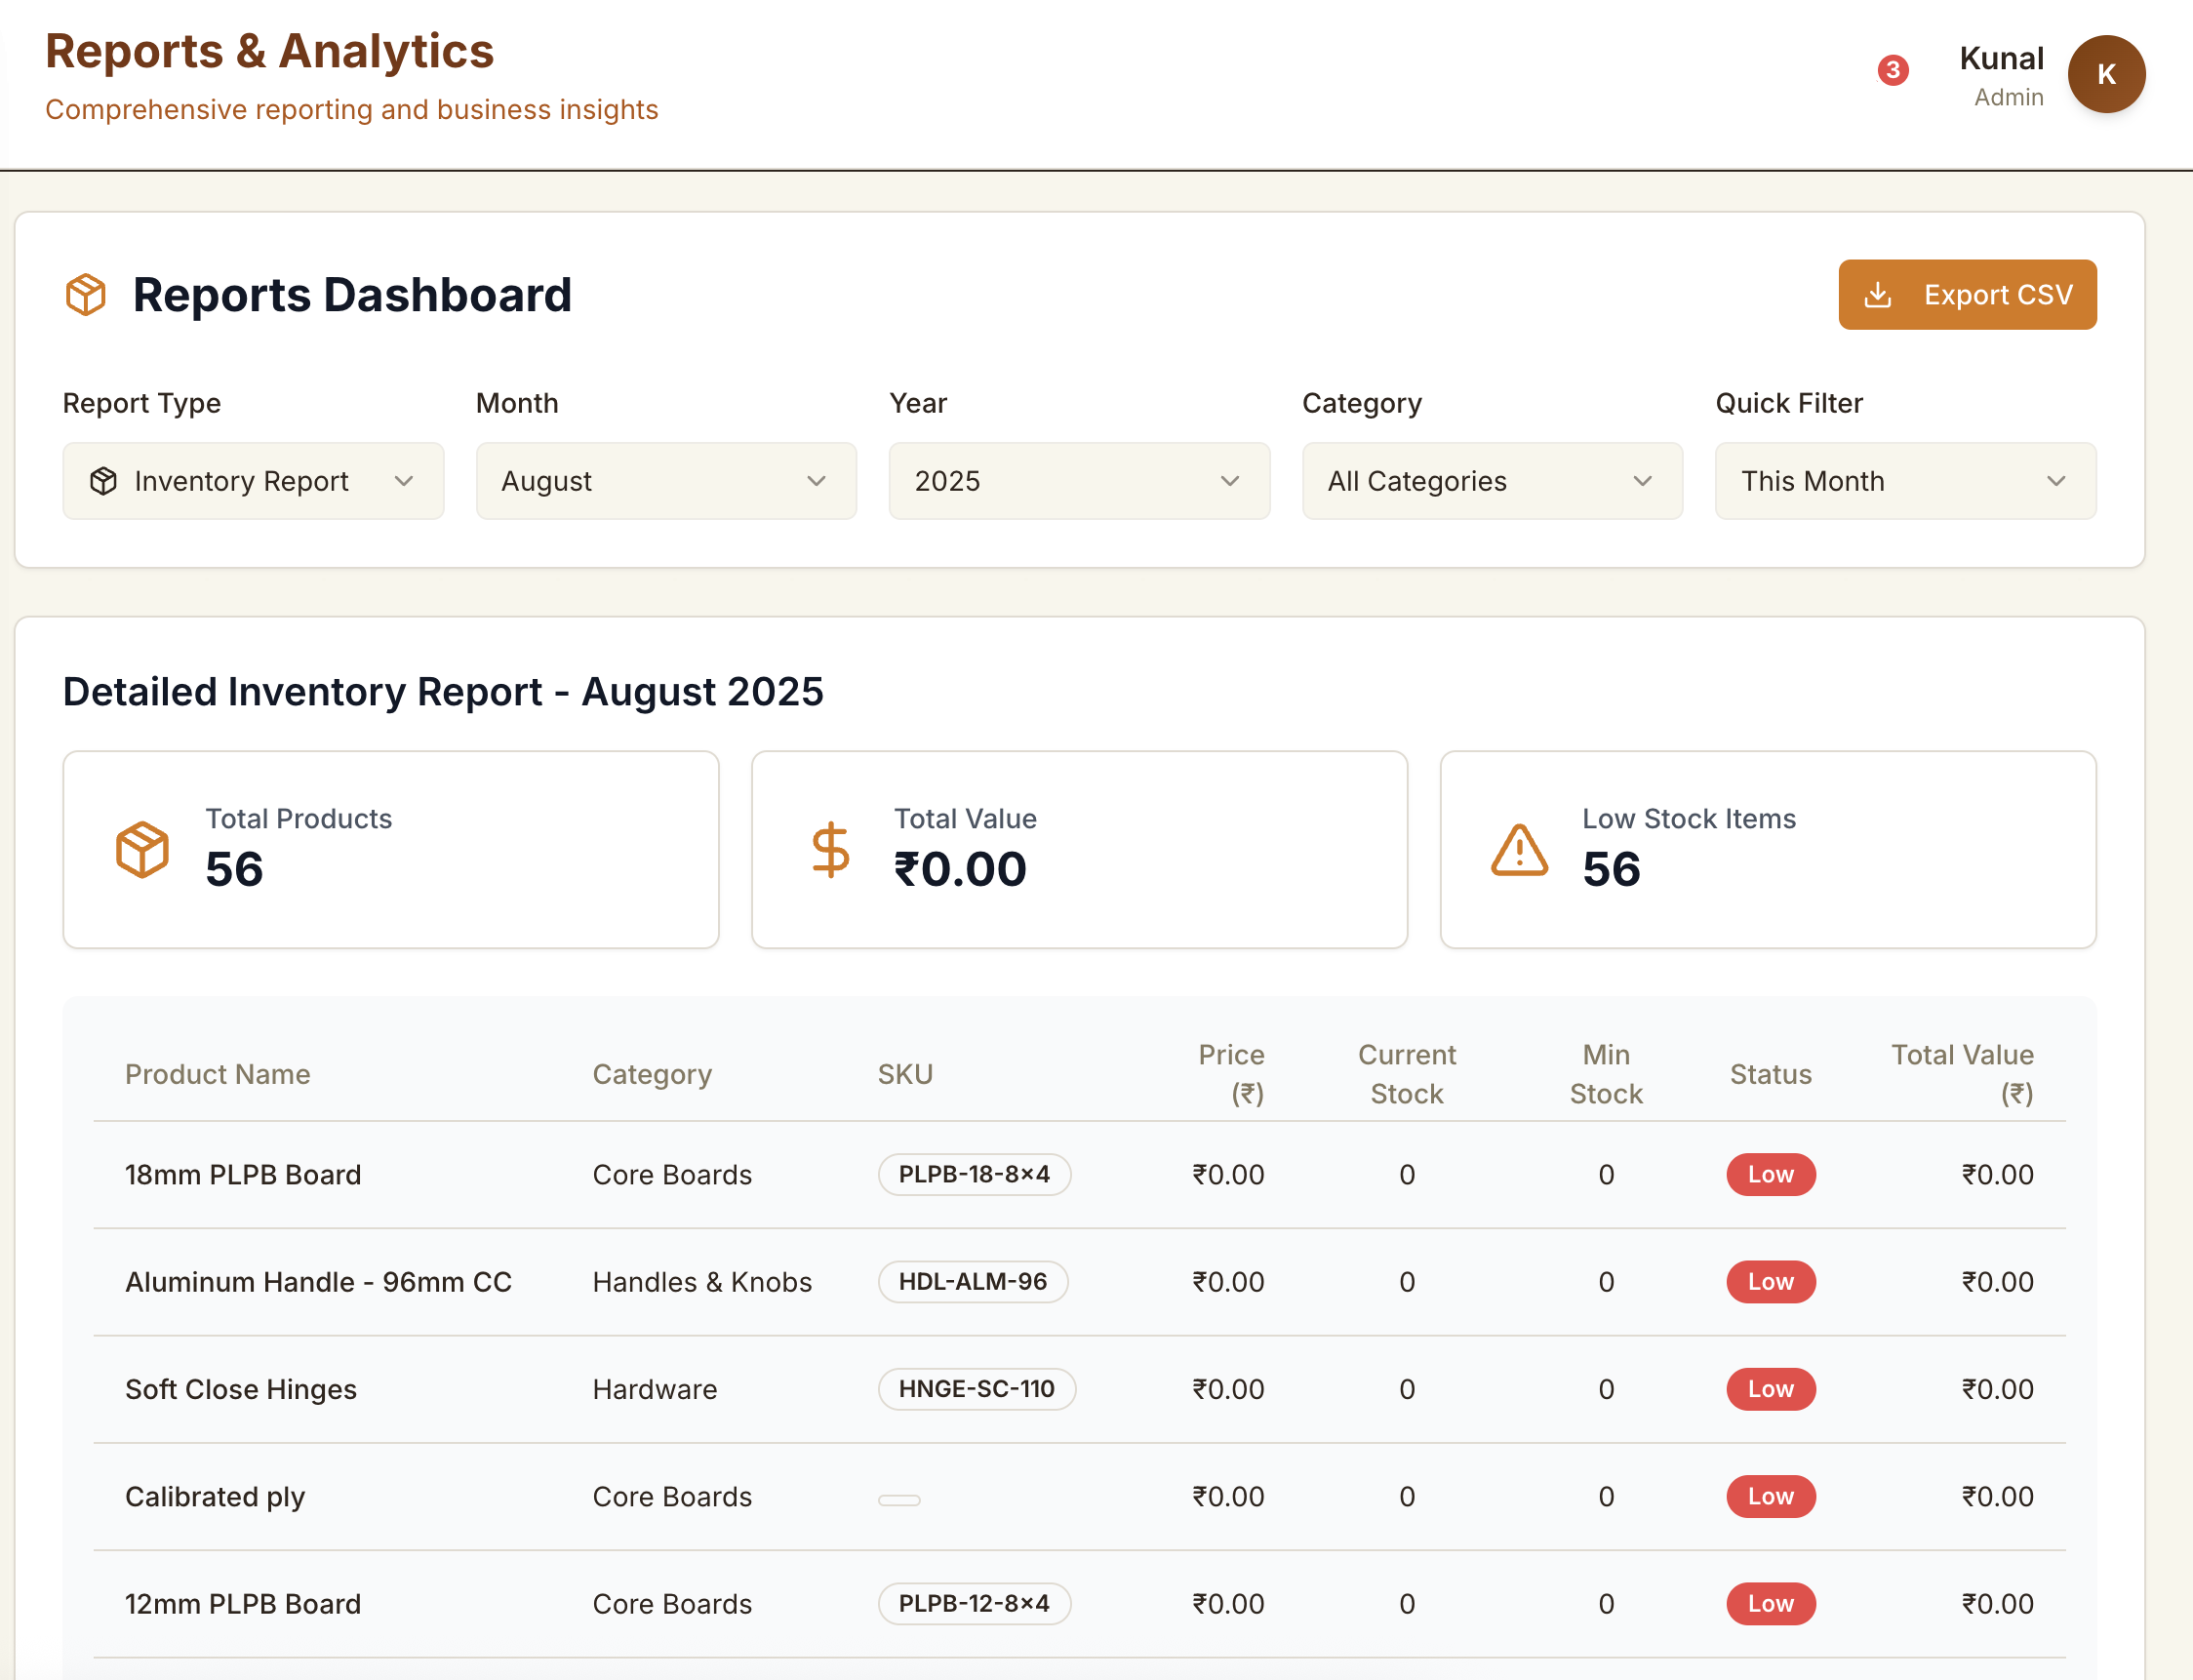 Reports & Analytics
Comprehensive reporting and business insights
3
Kunal
Admin
K
Reports Dashboard
Export CSV
Report Type
Month
Year
Category
Quick Filter
Inventory Report
August
2025
All Categories
This Month
Detailed Inventory Report - August 2025
Total Products
56
Total Value
₹0.00
Low Stock Items
56
Product Name Category SKU Price (₹) Current Stock Min Stock Status Total Value (₹)
18mm PLPB Board Core Boards PLPB-18-8×4 ₹0.00 0 0 Low ₹0.00
Aluminum Handle - 96mm CC Handles & Knobs HDL-ALM-96 ₹0.00 0 0 Low ₹0.00
Soft Close Hinges Hardware HNGE-SC-110 ₹0.00 0 0 Low ₹0.00
Calibrated ply Core Boards ₹0.00 0 0 Low ₹0.00
12mm PLPB Board Core Boards PLPB-12-8×4 ₹0.00 0 0 Low ₹0.00